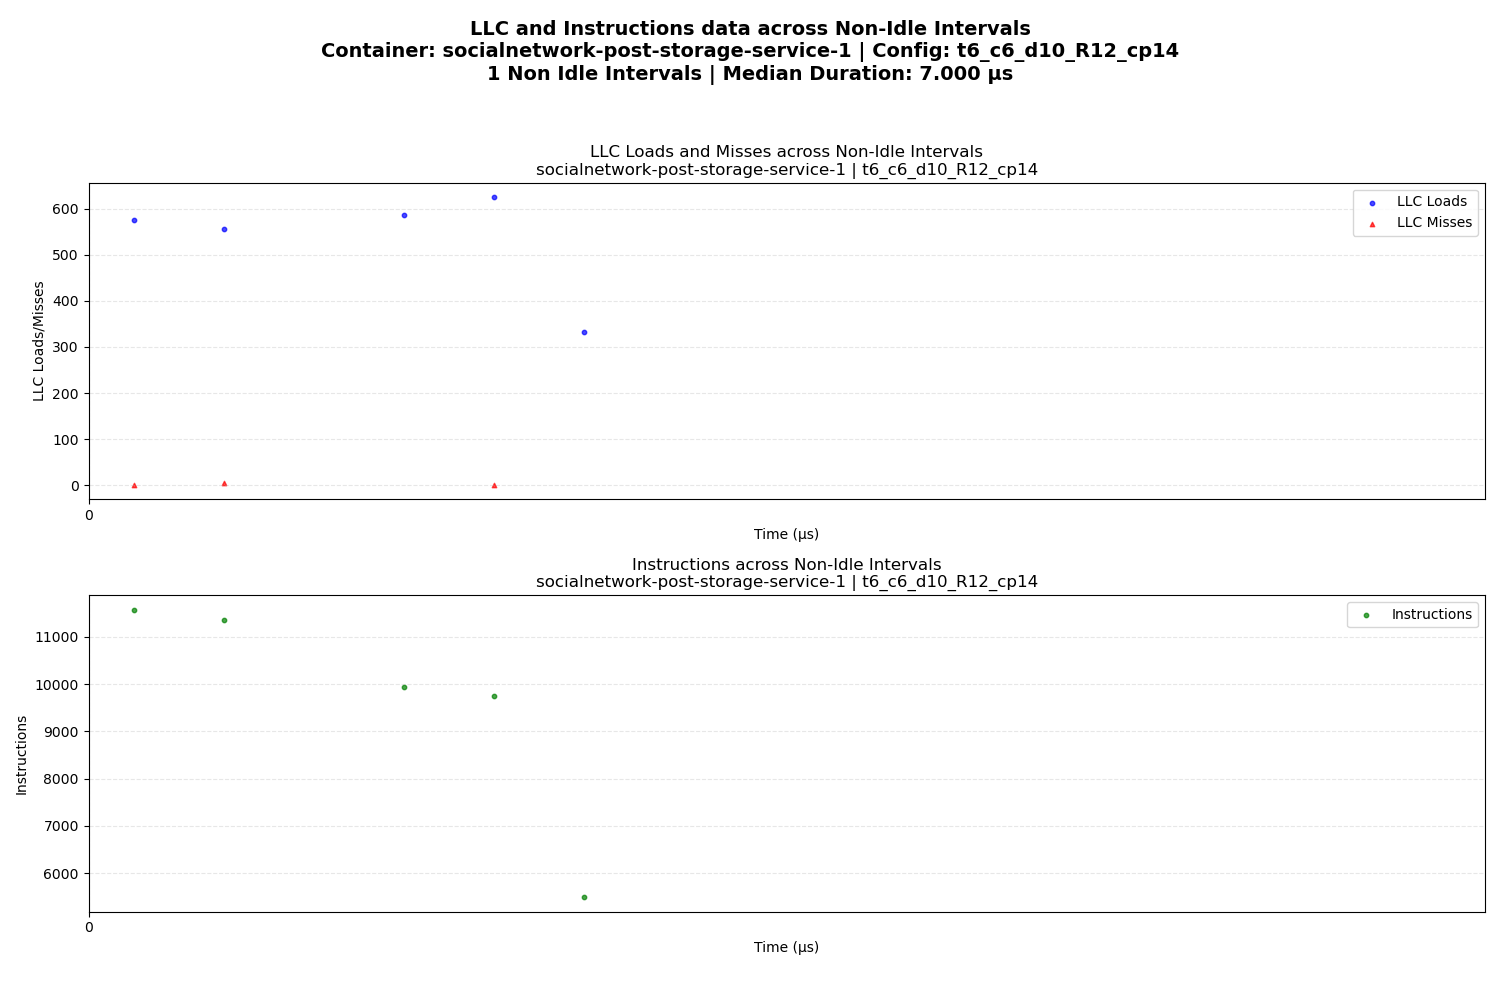 LLC and Instructions data across Non-Idle Intervals
Container: socialnetwork-post-storage-service-1 | Config: t6_c6_d10_R12_cp14
1 Non Idle Intervals | Median Duration: 7.000 µs
LLC Loads and Misses across Non-Idle Intervals
socialnetwork-post-storage-service-1 | t6_c6_d10_R12_cp14
LLC Loads
LLC Misses
LLC Loads/Misses
600
500
400
300
200
100
0
0
Time (µs)
Instructions across Non-Idle Intervals
socialnetwork-post-storage-service-1 | t6_c6_d10_R12_cp14
Instructions
Instructions
11000
10000
9000
8000
7000
6000
0
Time (µs)